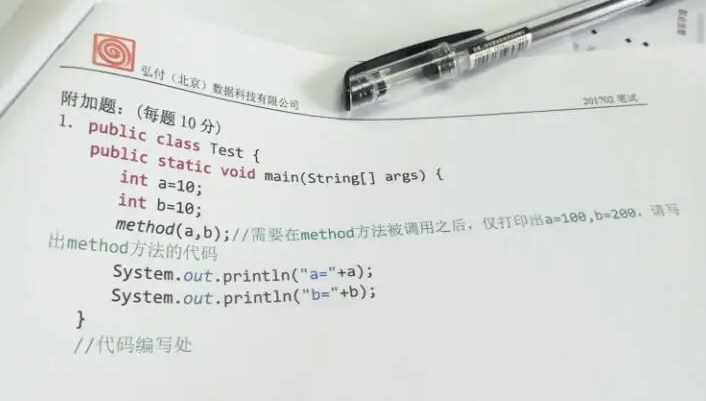 弘付（北京）数据科技有限公司
201702 笔试
附加题：（每题 10 分）
1. public class Test {
public static void main(String[] args) {
int a=10;
int b=10;
method(a,b);//需要在method方法被调用之后，仅打印出a=100,b=200，请写
出method方法的代码
System.out.println("a="+a);
System.out.println("b="+b);
}
//代码编写处